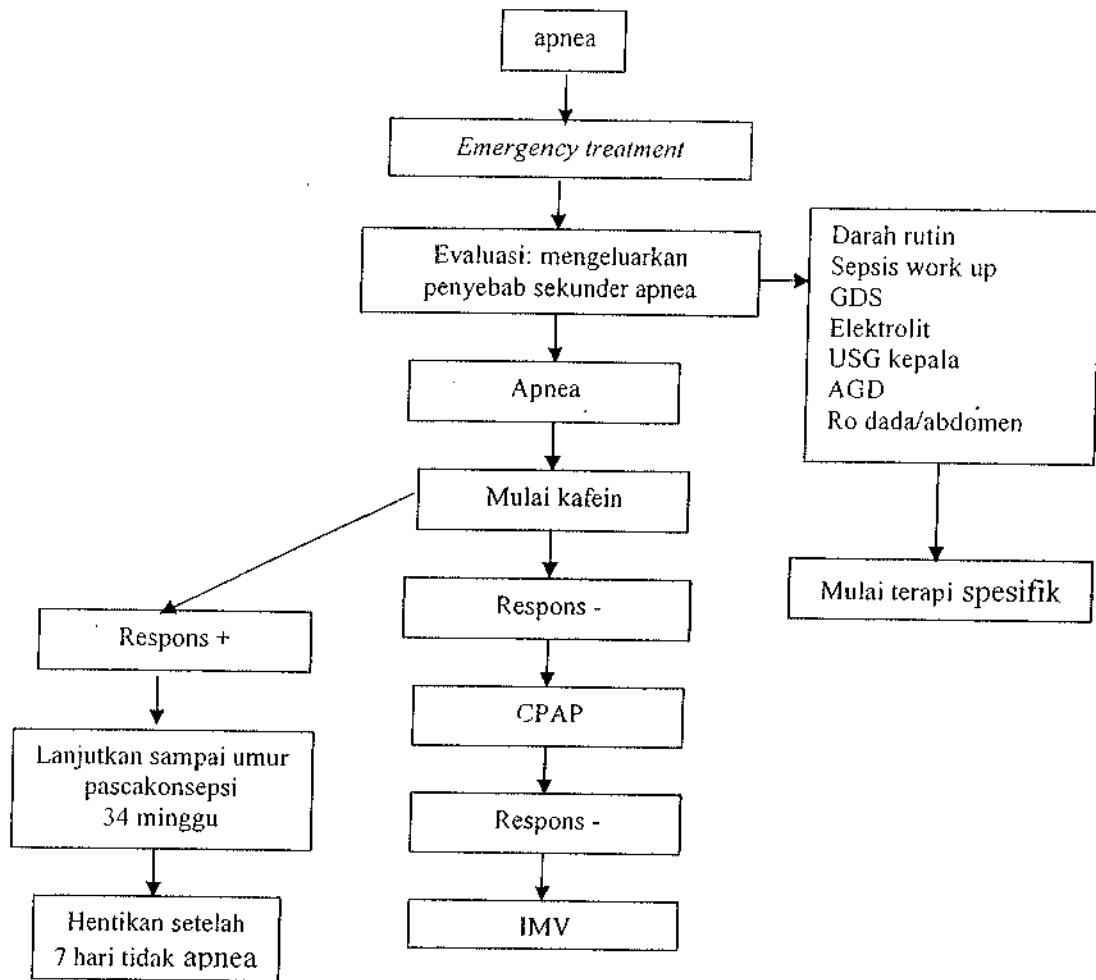 apnea
Emergency treatment
Evaluasi: mengeluarkan
penyebab sekunder apnea
Darah rutin
Sepsis work up
GDS
Elektrolit
USG kepala
AGD
Ro dada/abdomen
Apnea
Mulai kafein
Mulai terapi spesifik
Respons +
Respons -
Lanjutkan sampai umur
pascakonsepsi
34 minggu
CPAP
Respons -
Hentikan setelah
7 hari tidak apnea
IMV